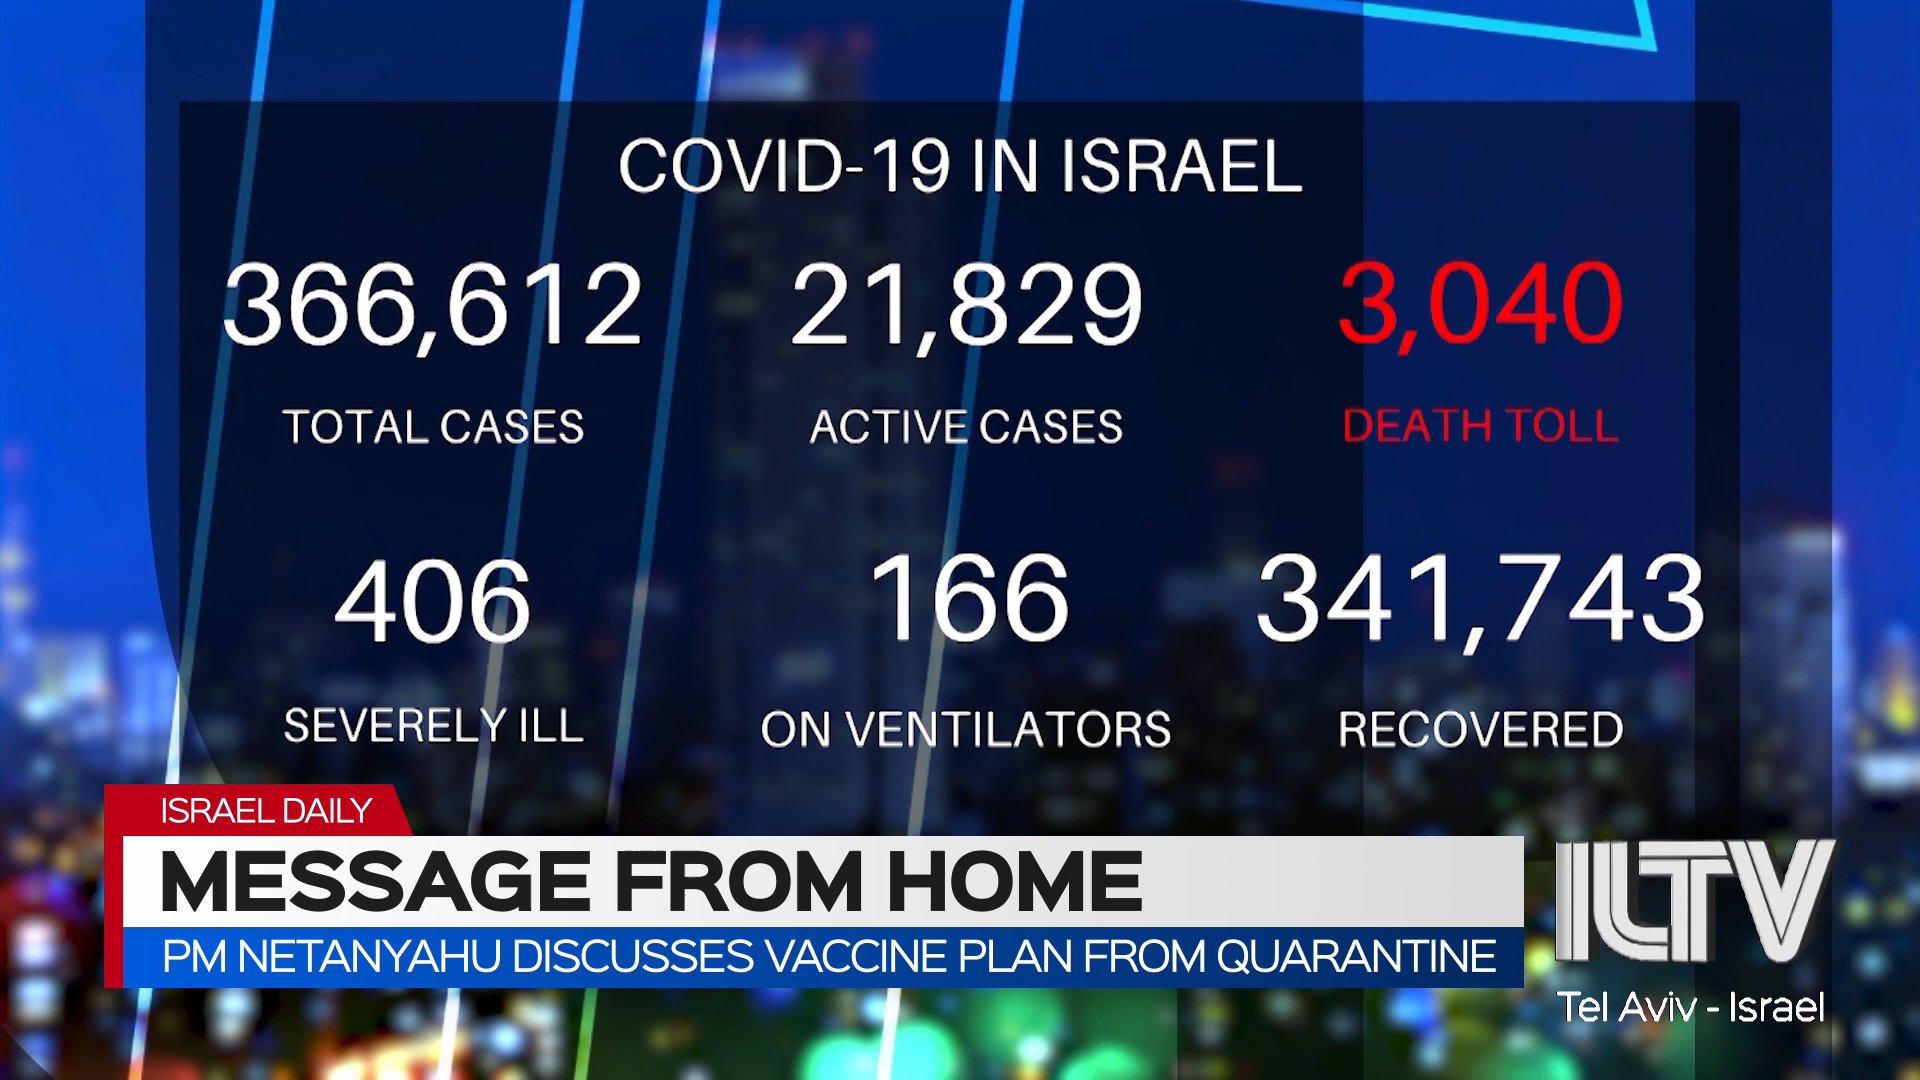 COVID-19 IN ISRAEL
366,612
TOTAL CASES
21,829
ACTIVE CASES
3,040
DEATH TOLL
406
SEVERELY ILL
166
ON VENTILATORS
341,743
RECOVERED
ISRAEL DAILY
MESSAGE FROM HOME
PM NETANYAHU DISCUSSES VACCINE PLAN FROM QUARANTINE
ILTV
Tel Aviv - Israel